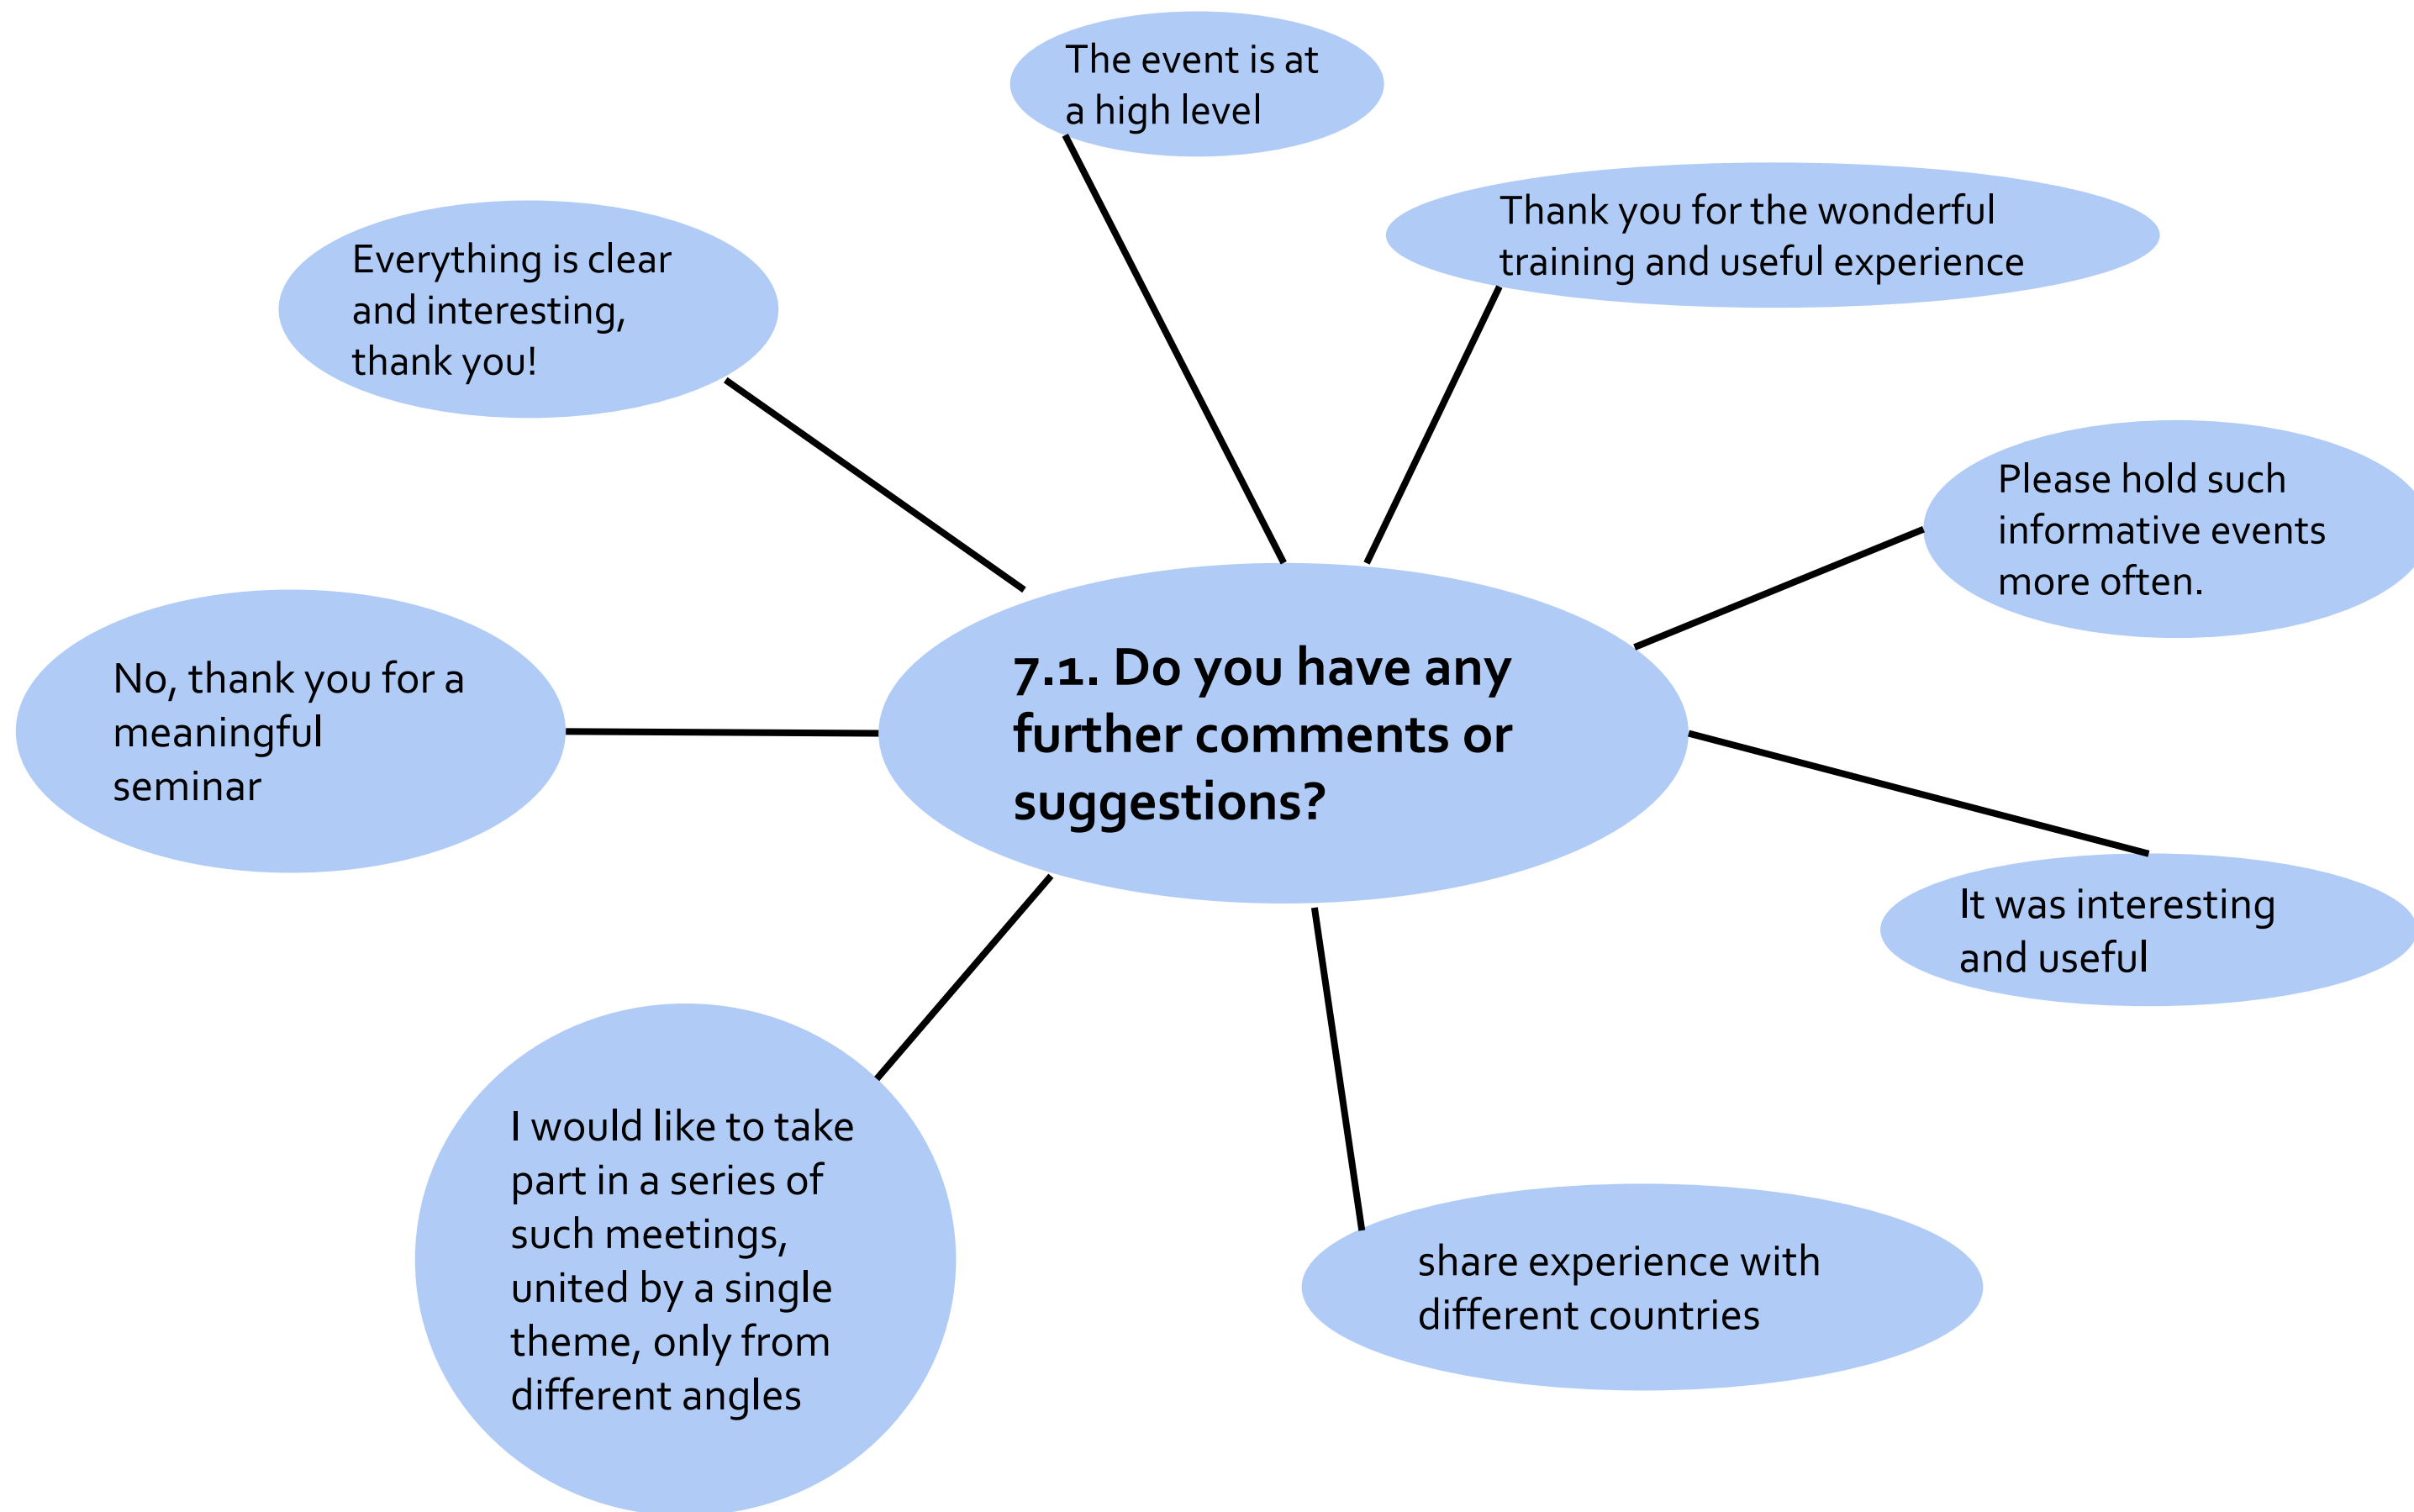 The event is at
a high level
Thank you for the wonderful
training and useful experience
Everything is clear
and interesting,
thank you!
Please hold such
informative events
more often.
7.1. Do you have any
further comments or
suggestions?
No, thank you for a
meaningful
seminar
It was interesting
and useful
I would like to take
part in a series of
such meetings,
united by a single
theme, only from
different angles
share experience with
different countries